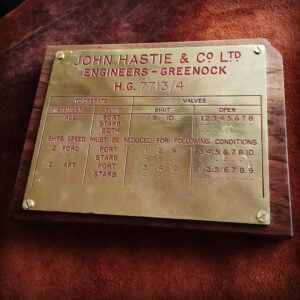 JOHN HASTIE & Co LTD
ENGINEERS - GREENOCK
H.G. 7713/4
TO OPERATE VALVES
PUMP SHUT OPEN
ALL PORT 9 10 1 2 3 4 5 6 7 8
STARB
BOTH
SHIPS SPEED MUST BE REDUCED FOR FOLLOWING CONDITIONS
2 FORD PORT 1 2 9 3 4 5 6 7 8 10
STARB
2 AFT PORT 3 4 10 1 2 5 6 7 8 9
STARB